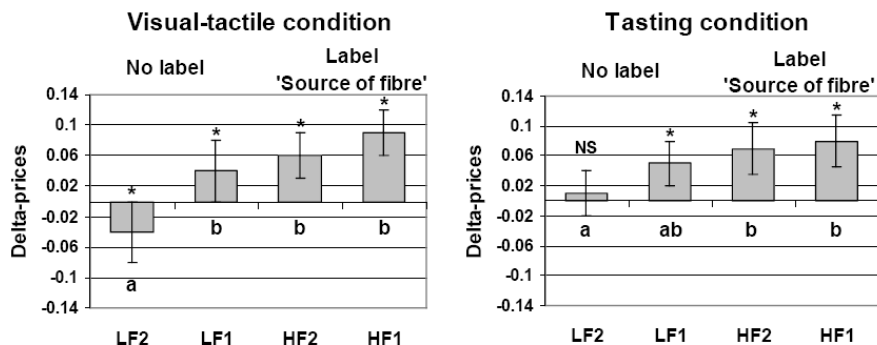 Visual-tactile condition
No label
Label
'Source of fibre'
Delta-prices
0.14
0.1
0.06
0.02
-0.02
-0.06
-0.1
-0.14
*
*
*
*
a
b
b
b
LF2
LF1
HF2
HF1
Tasting condition
No label
Label
'Source of fibre'
Delta-prices
0.14
0.1
0.06
0.02
-0.02
-0.06
-0.1
-0.14
NS
*
*
*
a
ab
b
b
LF2
LF1
HF2
HF1